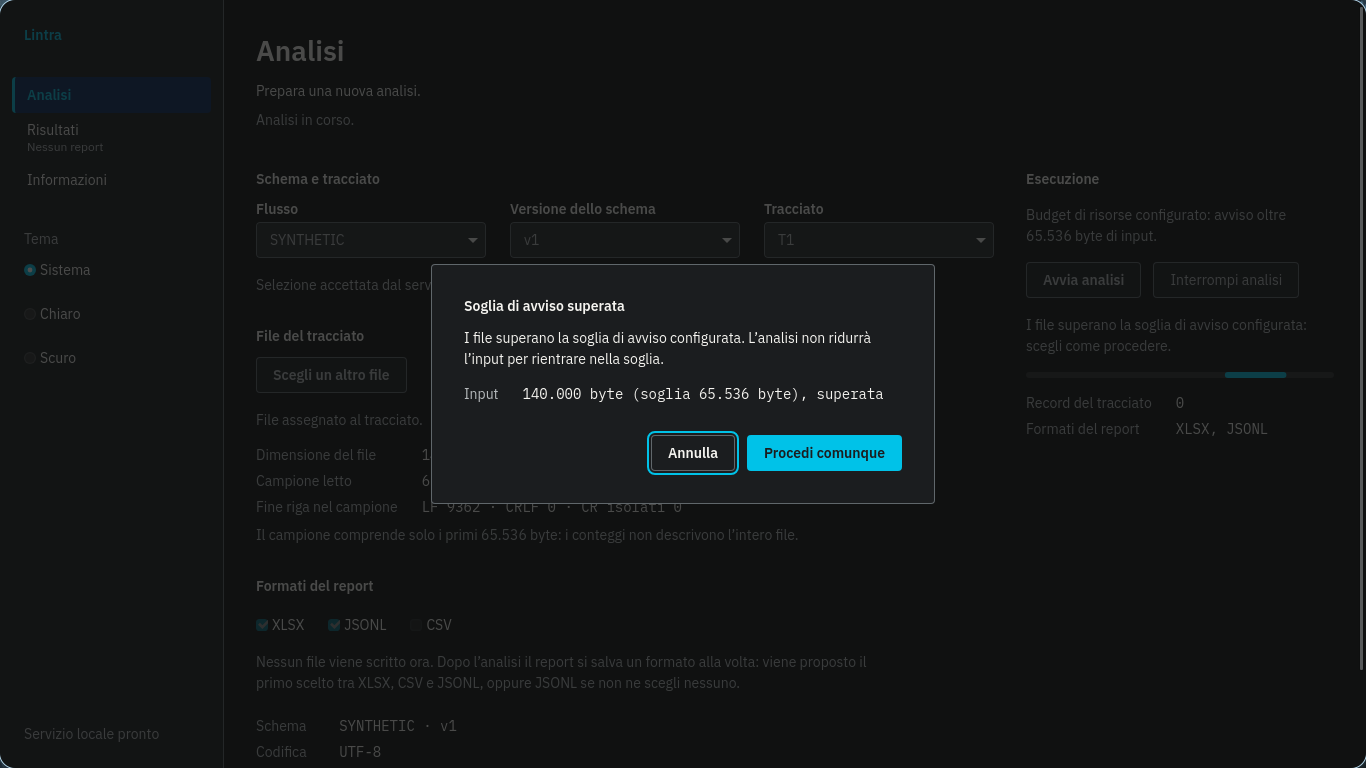 Lintra
Analisi
Risultati
Nessun report
Informazioni
Tema
Sistema
Chiaro
Scuro
Servizio locale pronto
Analisi
Prepara una nuova analisi.
Analisi in corso.
Schema e tracciato
Flusso
Versione dello schema
Tracciato
SYNTHETIC
v1
T1
Selezione accettata dal serv
File del tracciato
Scegli un altro file
File assegnato al tracciato.
Dimensione del file 1
Campione letto 6
Fine riga nel campione LF 9362 · CRLF 0 · CR isolati 0
Il campione comprende solo i primi 65.536 byte: i conteggi non descrivono l'intero file.
Formati del report
XLSX JSONL CSV
Nessun file viene scritto ora. Dopo l'analisi il report si salva un formato alla volta: viene proposto il
primo scelto tra XLSX, CSV e JSONL, oppure JSONL se non ne scegli nessuno.
Schema SYNTHETIC · v1
Codifica UTF-8
Soglia di avviso superata
I file superano la soglia di avviso configurata. L'analisi non ridurrà
l'input per rientrare nella soglia.
Input 140.000 byte (soglia 65.536 byte), superata
Annulla
Procedi comunque
Esecuzione
Budget di risorse configurato: avviso oltre
65.536 byte di input.
Avvia analisi
Interrompi analisi
I file superano la soglia di avviso configurata:
scegli come procedere.
Record del tracciato 0
Formati del report XLSX, JSONL